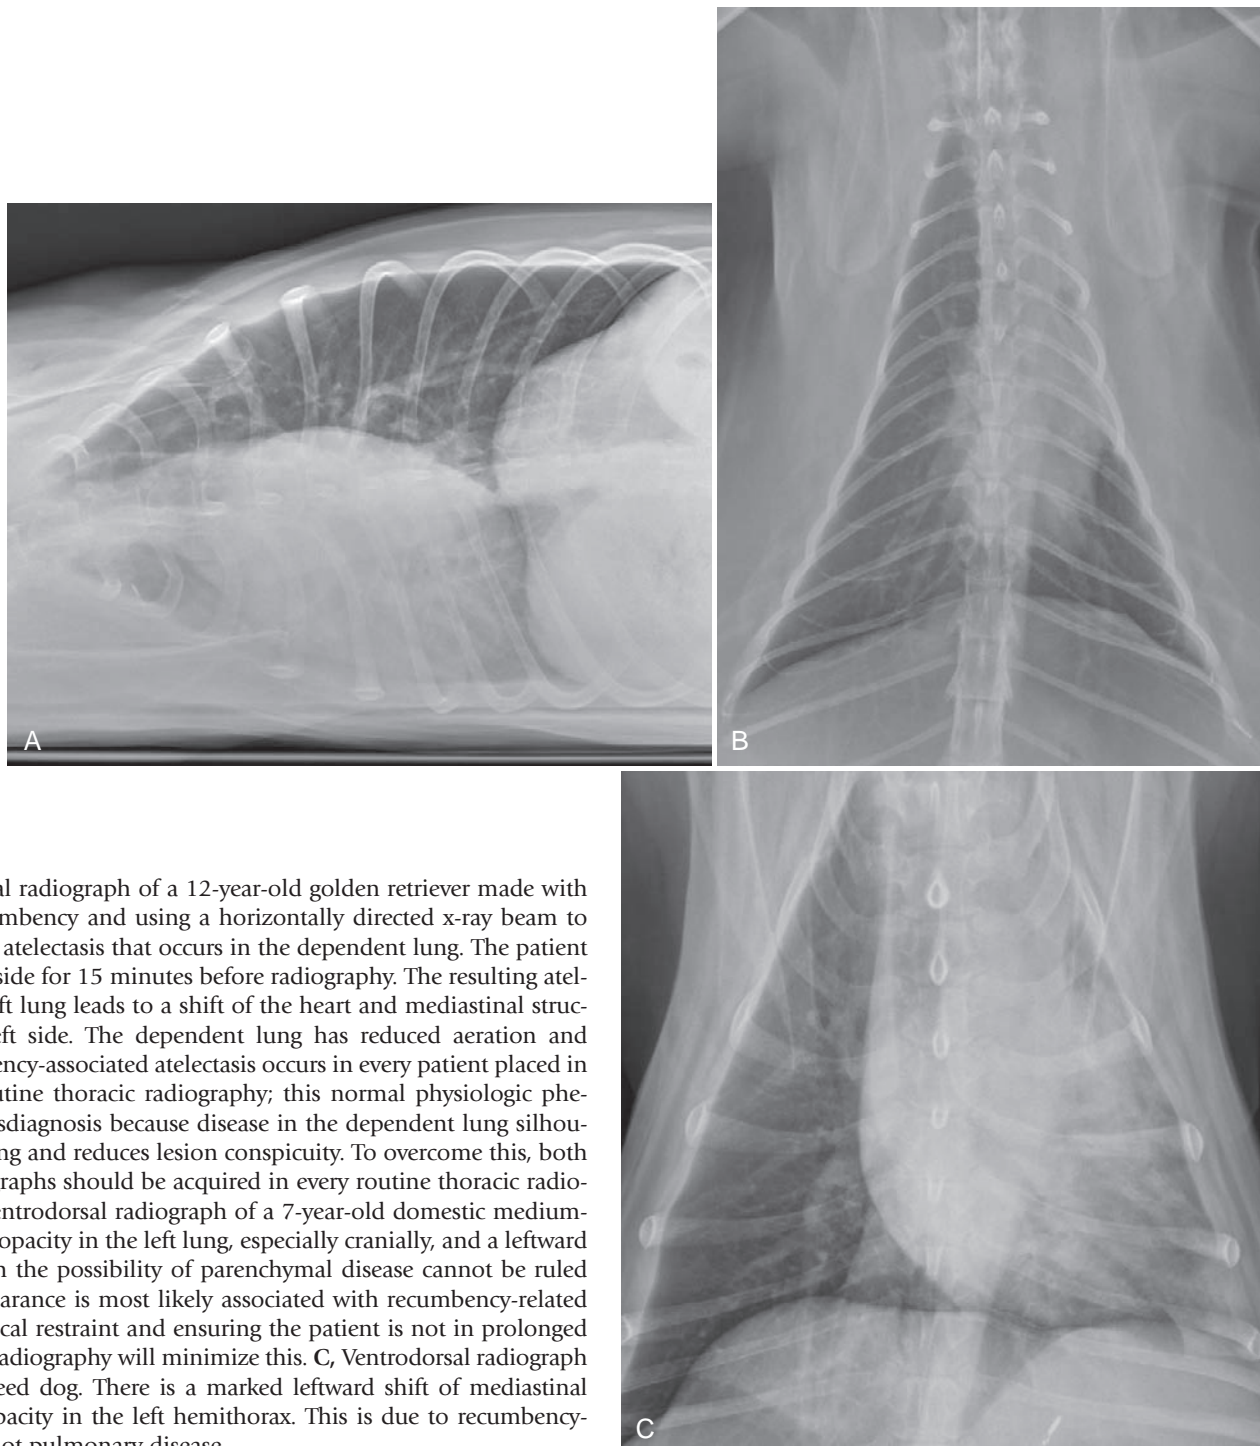 A
B
al radiograph of a 12-year-old golden retriever made with
umbency and using a horizontally directed x-ray beam to
atelectasis that occurs in the dependent lung. The patient
side for 15 minutes before radiography. The resulting atel-
ft lung leads to a shift of the heart and mediastinal struc-
eft side. The dependent lung has reduced aeration and
ency-associated atelectasis occurs in every patient placed in
utine thoracic radiography; this normal physiologic phe-
sdiagnosis because disease in the dependent lung silhou-
ng and reduces lesion conspicuity. To overcome this, both
graphs should be acquired in every routine thoracic radio-
entrodorsal radiograph of a 7-year-old domestic medium-
opacity in the left lung, especially cranially, and a leftward
n the possibility of parenchymal disease cannot be ruled
earance is most likely associated with recumbency-related
ical restraint and ensuring the patient is not in prolonged
radiography will minimize this. C, Ventrodorsal radiograph
eed dog. There is a marked leftward shift of mediastinal
pacity in the left hemithorax. This is due to recumbency-
ot pulmonary disease.
C